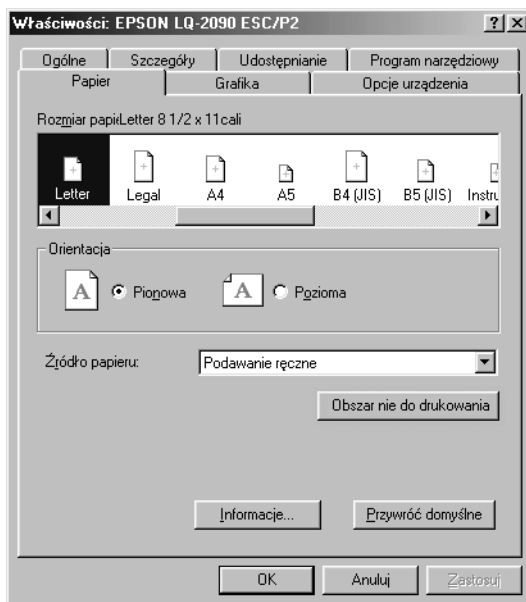 Właściwości: EPSON LQ-2090 ESC/P2
Ogólne Szczegóły Udostępnianie Program narzędziowy
Papier Grafika Opcje urządzenia
Rozmiar papieLetter 8 1/2 x 11cali
Letter Legal A4 A5 B4 (JIS) B5 (JIS) Instru
Orientacja
A Pionowa A Pozioma
Źródło papieru: Podawanie ręczne
Obszar nie do drukowania
Informacje... Przywróć domyślne
OK Anuluj Zastosuj